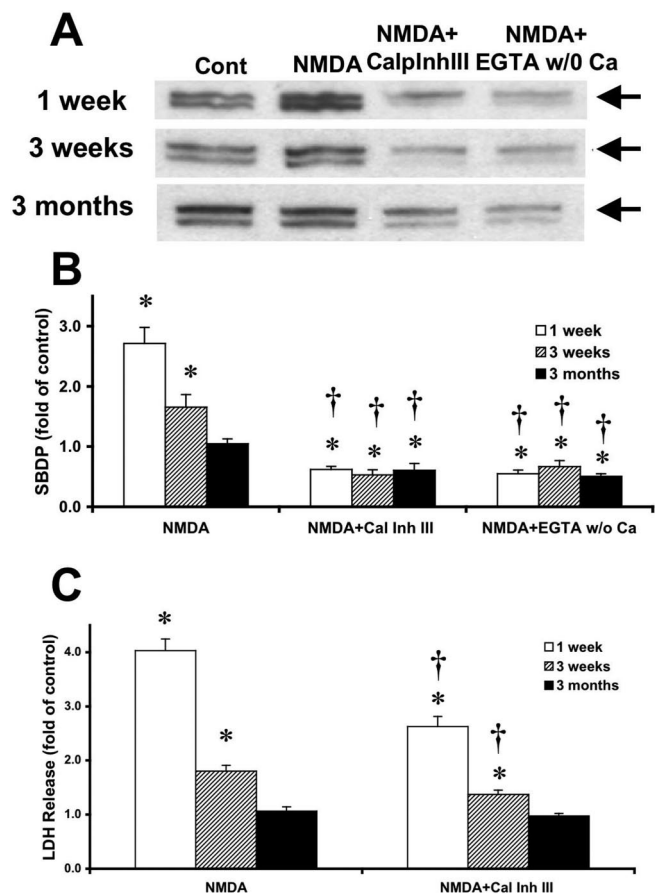 A
Cont NMDA NMDA+ CalpInhIII NMDA+ EGTA w/0 Ca
1 week
3 weeks
3 months
B
SBDP (fold of control)
3.0
2.0
1.0
0.0
* * † * † * † * † * † * † *
1 week
3 weeks
3 months
NMDA NMDA+Cal Inh III NMDA+EGTA w/o Ca
C
LDH Release (fold of control)
4.0
2.0
1.0
0.0
* * † * † *
1 week
3 weeks
3 months
NMDA NMDA+Cal Inh III